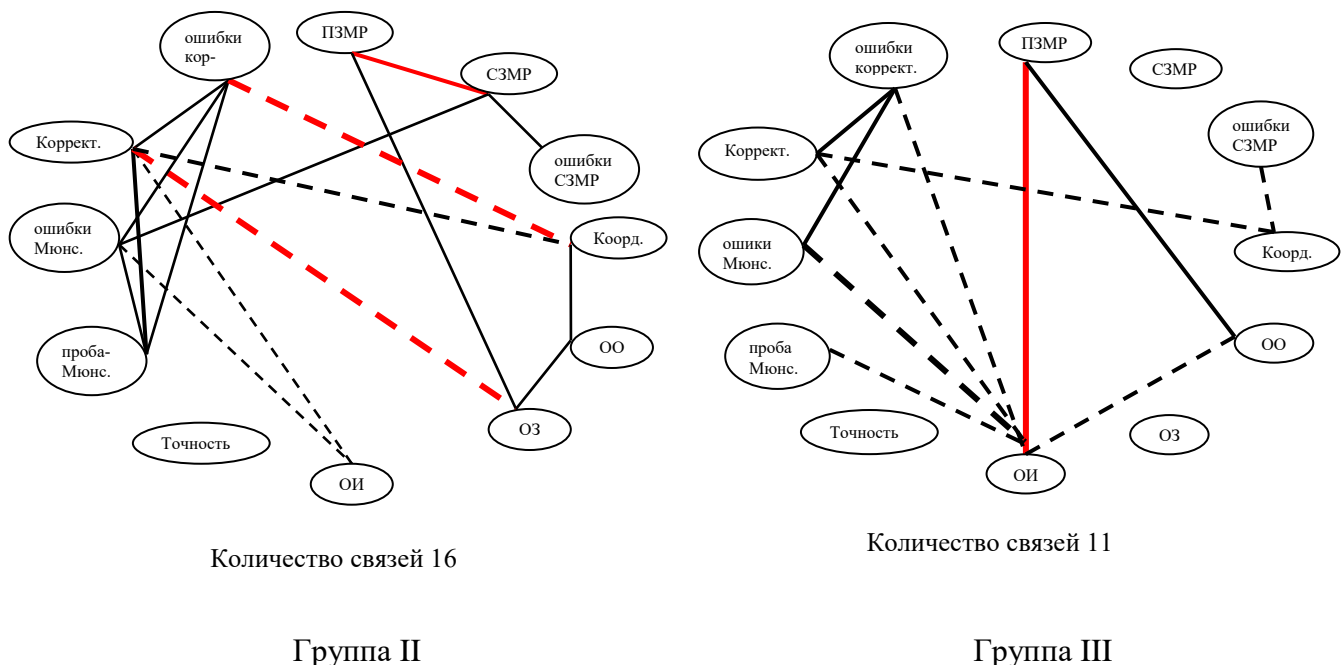 ошибки
кор-
ПЗМР
СЗМР
Коррект.
ошибки
СЗМР
ошибки
Мюнс.
Коорд.
проба-
Мюнс.
ОО
Точность
ОЗ
ОИ
Количество связей 16
Группа II
ошибки
коррект.
ПЗМР
СЗМР
Коррект.
ошибки
СЗМР
ошики
Мюнс.
Коорд.
проба
Мюнс.
ОО
Точность
ОЗ
ОИ
Количество связей 11
Группа III